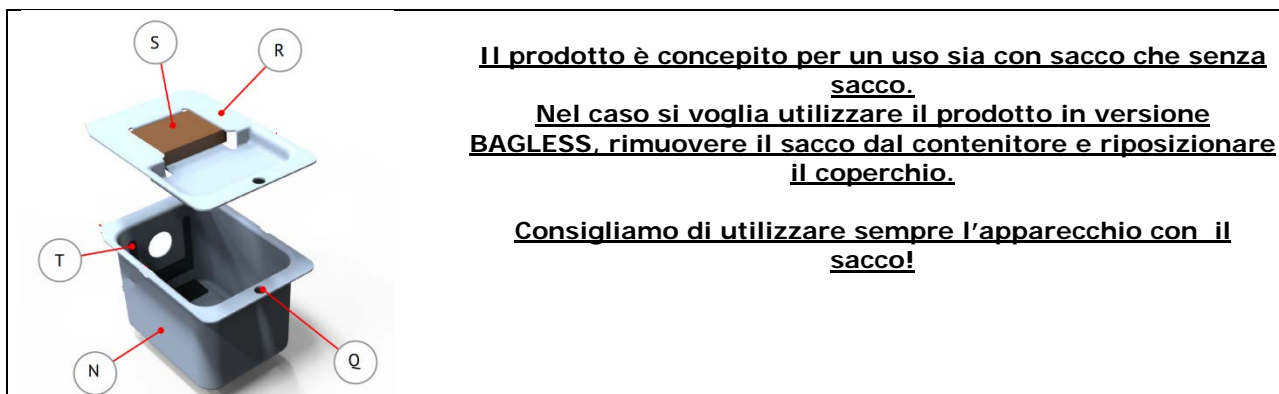 S
R
Il prodotto è concepito per un uso sia con sacco che senza
sacco.
Nel caso si voglia utilizzare il prodotto in versione
BAGLESS, rimuovere il sacco dal contenitore e riposizionare
il coperchio.
Consigliamo di utilizzare sempre l'apparecchio con il
sacco!
T
N
Q